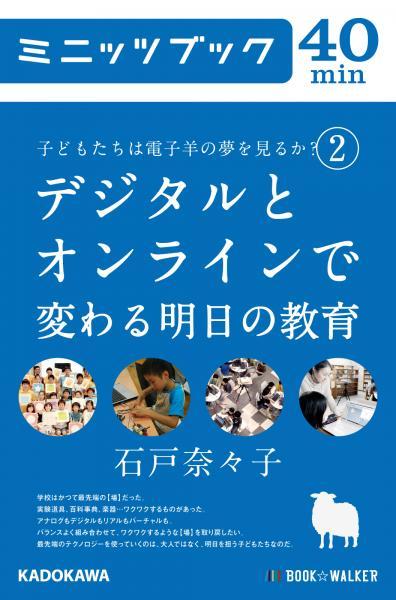 ミニッツブック
40
min
子どもたちは電子羊の夢を見るか?②
デジタルと
オンラインで
変わる明日の教育
石戸奈々子
学校はかつて最先端の【場】だった。
実験道具、百科事典、楽器…ワクワクするものがあった。
アナログもデジタルもリアルもバーチャルも。
バランスよく組み合わせて、ワクワクするような【場】を取り戻したい。
最先端のテクノロジーを使っていくのは、大人ではなく、明日を担う子どもたちなのだ。
KADOKAWA
BOOK☆WALKER